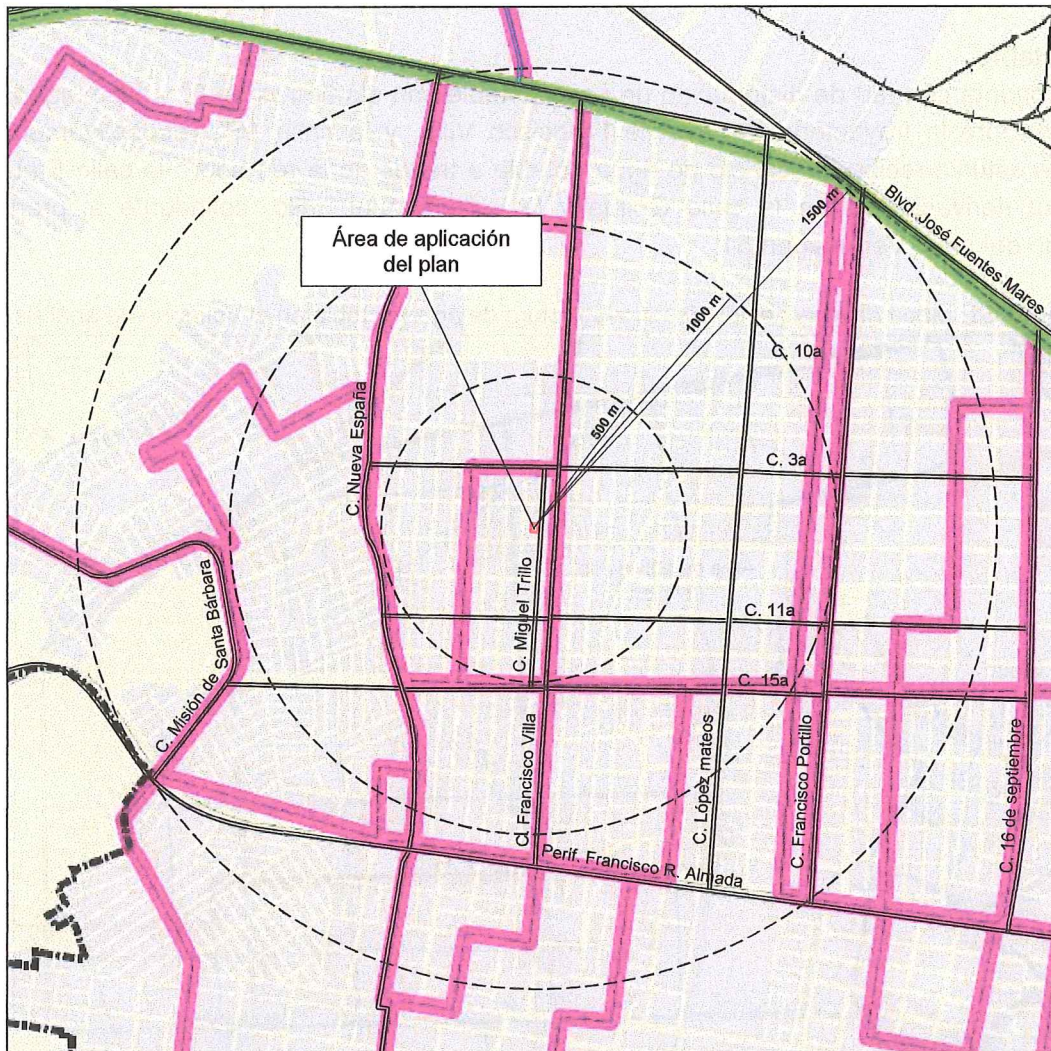 Blvd. José Fuentes Mares
1500 m
Área de aplicación
del plan
1000 m
C. 10a
500 m
C. Nueva España
C. 3a
C. Misión de Santa Bárbara
C. Miguel Trillo
C. 11a
C. 15a
C. Francisco Villa
C. López mateos
C. Francisco Portillo
C. 16 de septiembre
Perif. Francisco R. Almada